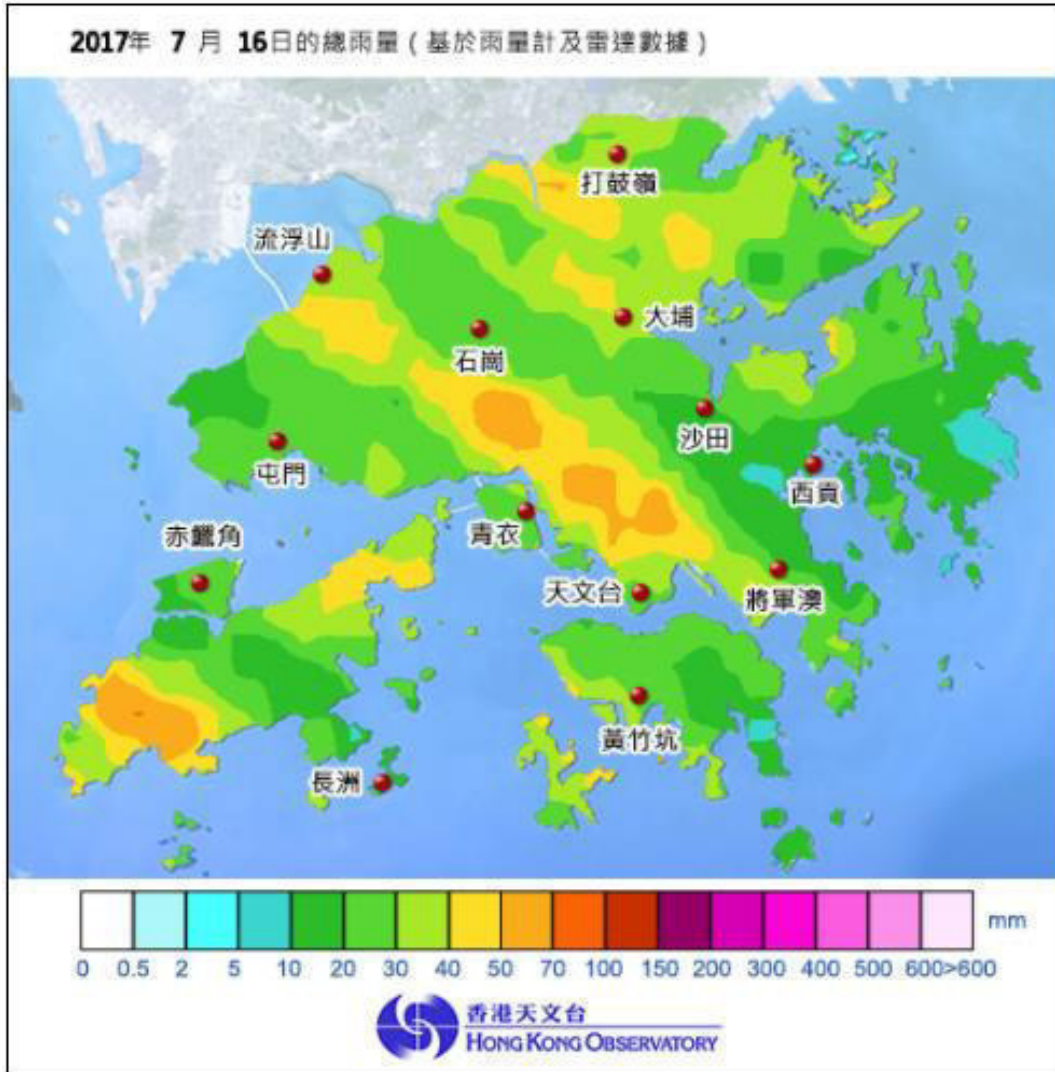 2017年 7 月 16日的總雨量 ( 基於雨量計及雷達數據 )
打鼓嶺
流浮山
大埔
石崗
沙田
屯門
西貢
赤鱲角
青衣
天文台
將軍澳
黃竹坑
長洲
mm
0 0.5 2 5 10 20 30 40 50 70 100 150 200 300 400 500 600>600
香港天文台
HONG KONG OBSERVATORY